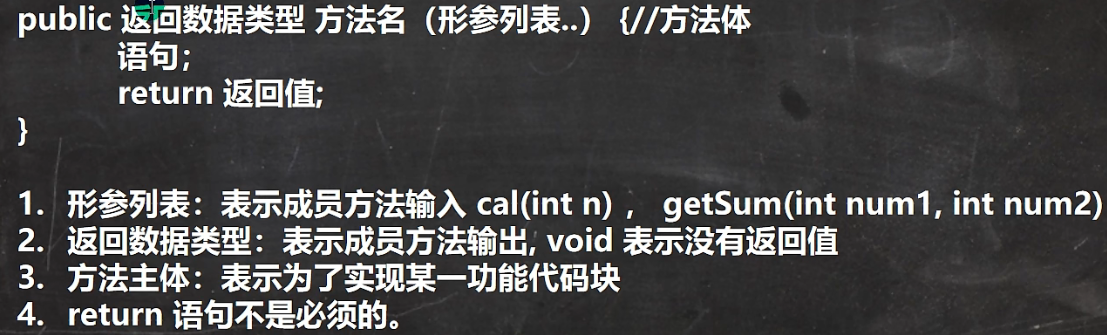 public 返回数据类型 方法名（形参列表..） {//方法体
语句；
return 返回值;
}
1. 形参列表：表示成员方法输入 cal(int n) ， getSum(int num1, int num2)
2. 返回数据类型：表示成员方法输出, void 表示没有返回值
3. 方法主体：表示为了实现某一功能代码块
4. return 语句不是必须的。